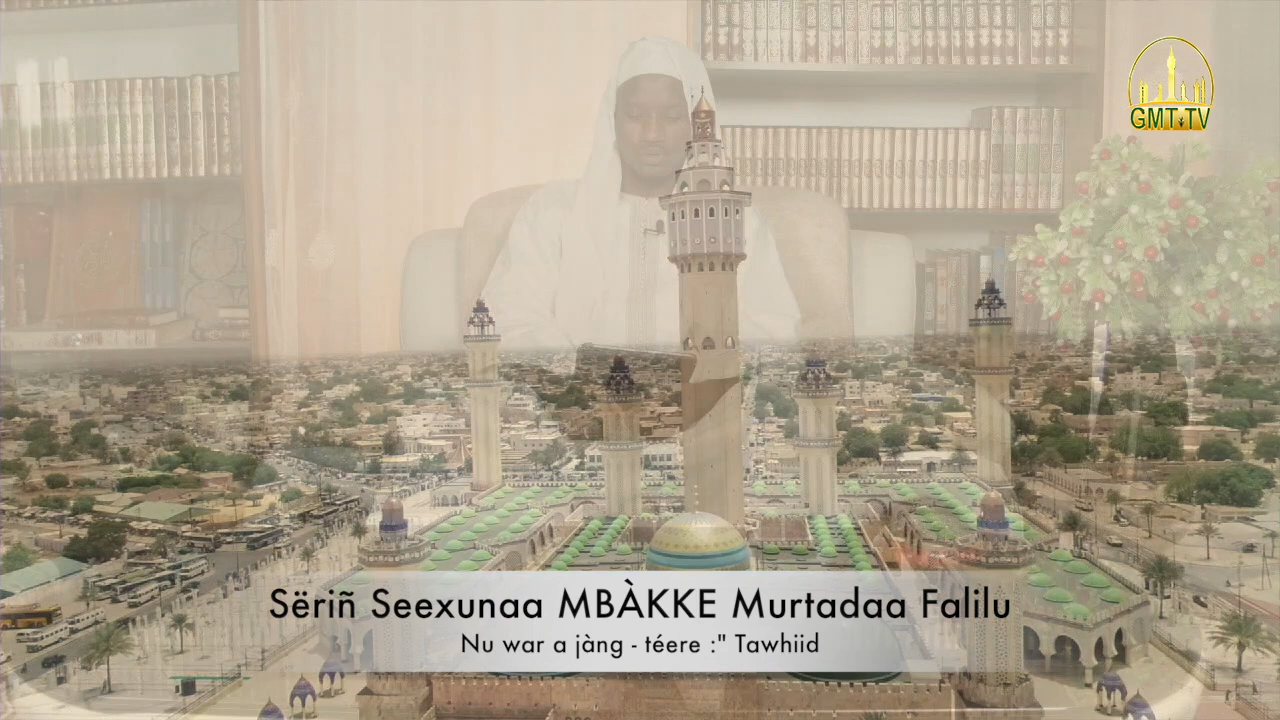 GMT TV
Sëriñ Seexunaa MBÀKKE Murtadaa Falilu
Nu war a jàng - téere :" Tawhiid